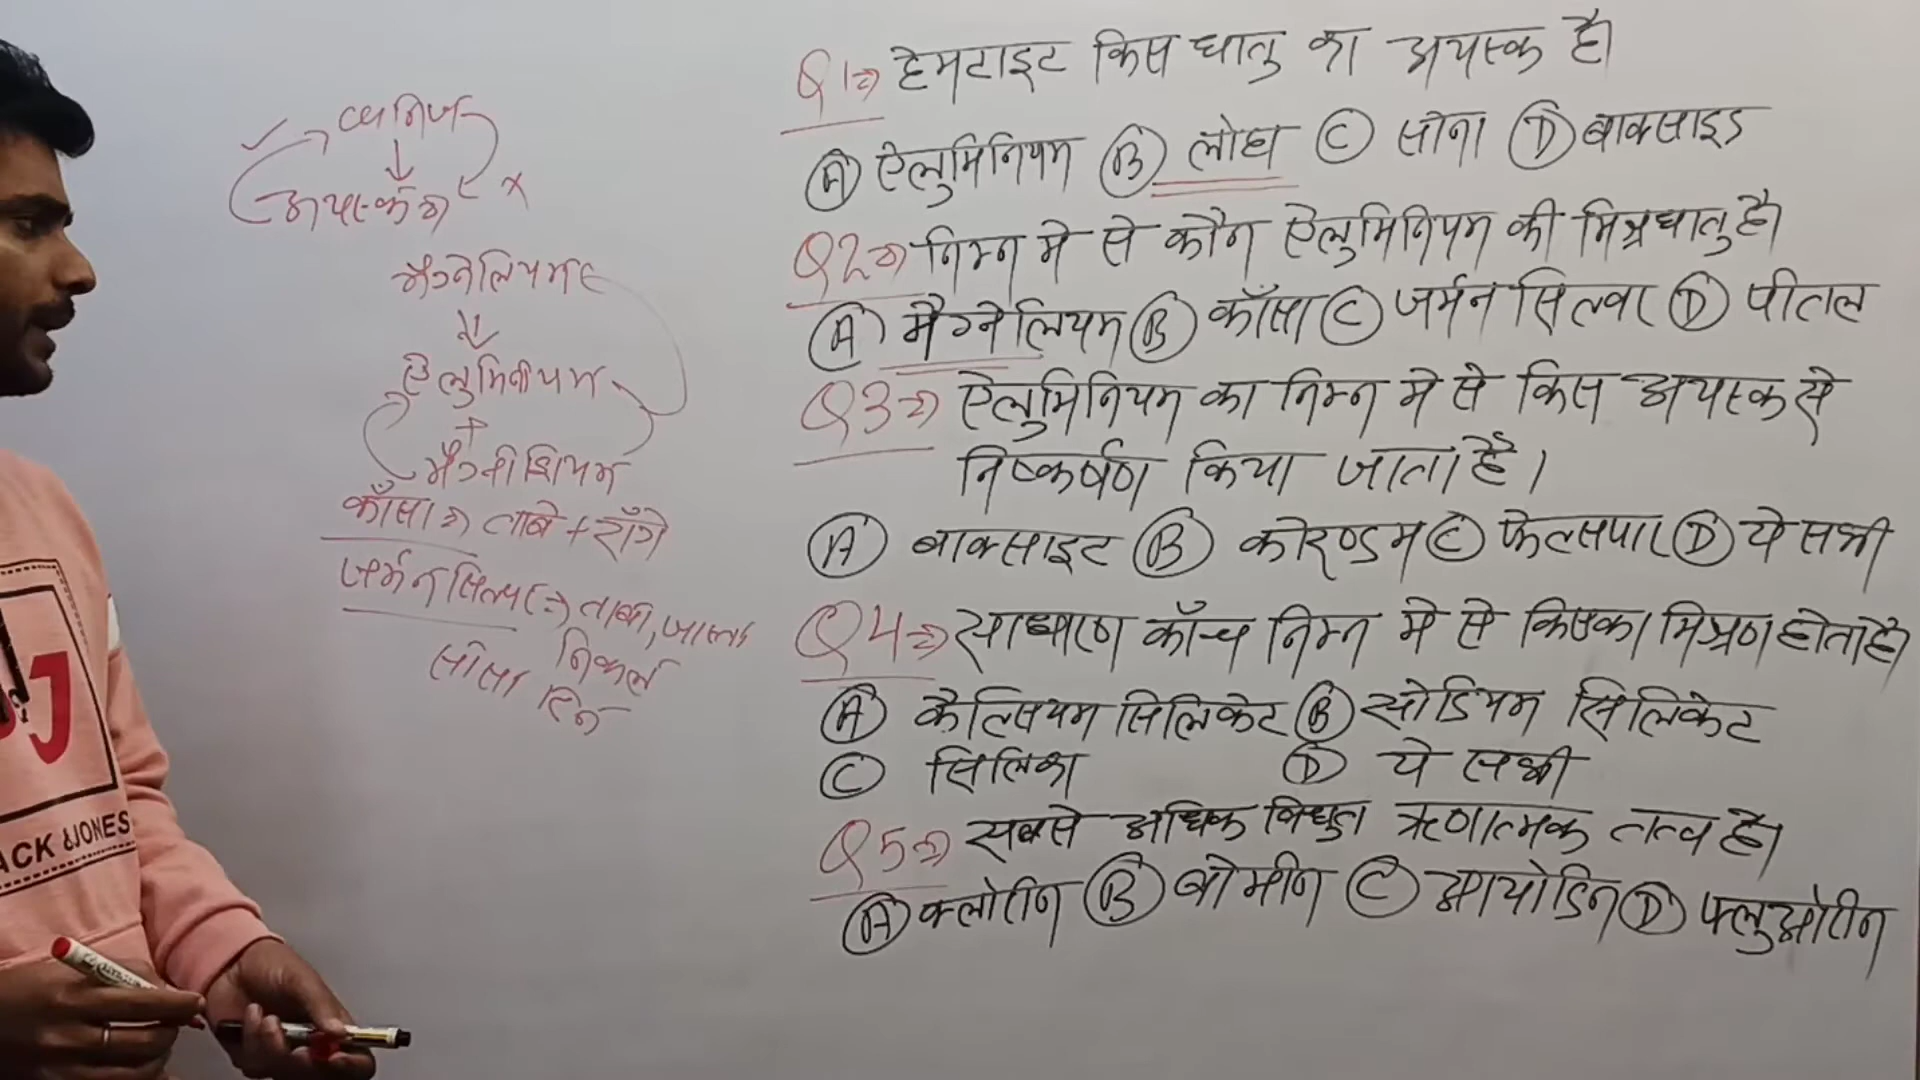 खनिज
अयस्क ⇒ x
मैग्नेलियम
ऐलुमिनीयम
+
मैग्नीशियम
काँसा ⇒ ताबे + राँगे
जर्मन सिल्वर ⇒ ताबा, जास्ता
निकल
सीसा टिन
Q1⇒ हेमटाइट किस धातु का अयस्क है।
(A) ऐलुमिनियम (B) लोहा (C) सोना (D) बाक्साइड
Q2⇒ निम्न मे से कौन ऐलुमिनियम की मिश्रधातु है।
(A) मैग्नेलियम (B) काँसा (C) जर्मन सिल्वर (D) पीतल
Q3⇒ ऐलुमिनियम का निम्न मे से किस अयस्क से
निष्कर्षण किया जाता है।
(A) बाक्साइट (B) कोरण्डम (C) फेल्सपार (D) ये सभी
Q4⇒ साधारण काँच निम्न मे से किसका मिश्रण होता है।
(A) कैल्सियम सिलिकेट (B) सोडियम सिलिकेट
(C) सिलिका (D) ये सभी
Q5⇒ सबसे अधिक विधुत ऋणात्मक तत्व है।
(A) क्लोरीन (B) ब्रोमीन (C) आयोडिन (D) फ्लुओरीन
J
ACK & JONES